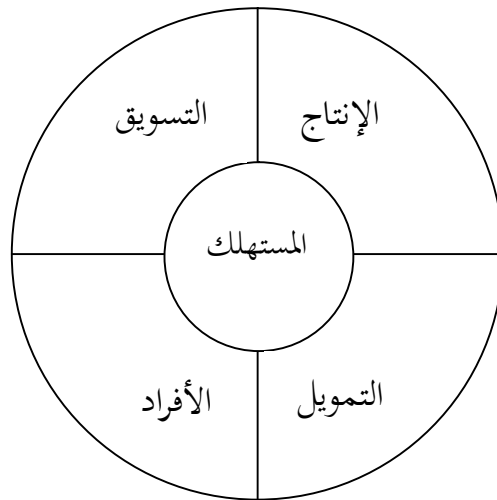 الإنتاج
التسويق
المستهلك
التمويل
الأفراد